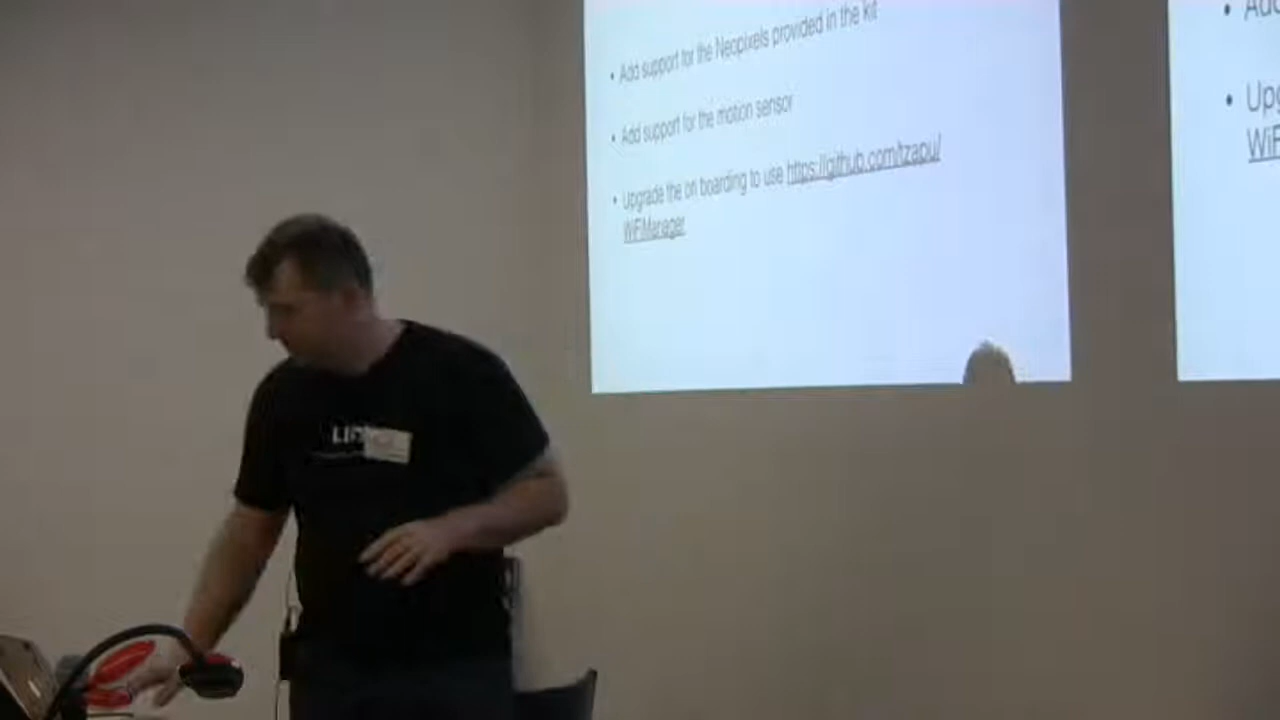 • Add support for the Neopixels provided in the kit
• Add support for the motion sensor
• Upgrade the on boarding to use https://github.com/tzapu/
WiFiManager
• Upg